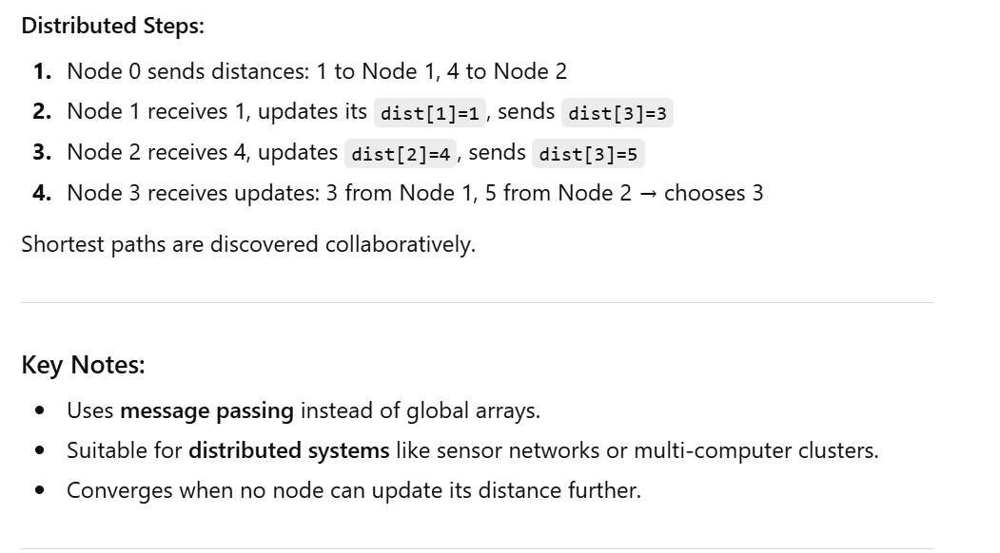 Distributed Steps:
1. Node 0 sends distances: 1 to Node 1, 4 to Node 2
2. Node 1 receives 1, updates its dist[1]=1, sends dist[3]=3
3. Node 2 receives 4, updates dist[2]=4, sends dist[3]=5
4. Node 3 receives updates: 3 from Node 1, 5 from Node 2 → chooses 3
Shortest paths are discovered collaboratively.
Key Notes:
• Uses message passing instead of global arrays.
• Suitable for distributed systems like sensor networks or multi-computer clusters.
• Converges when no node can update its distance further.